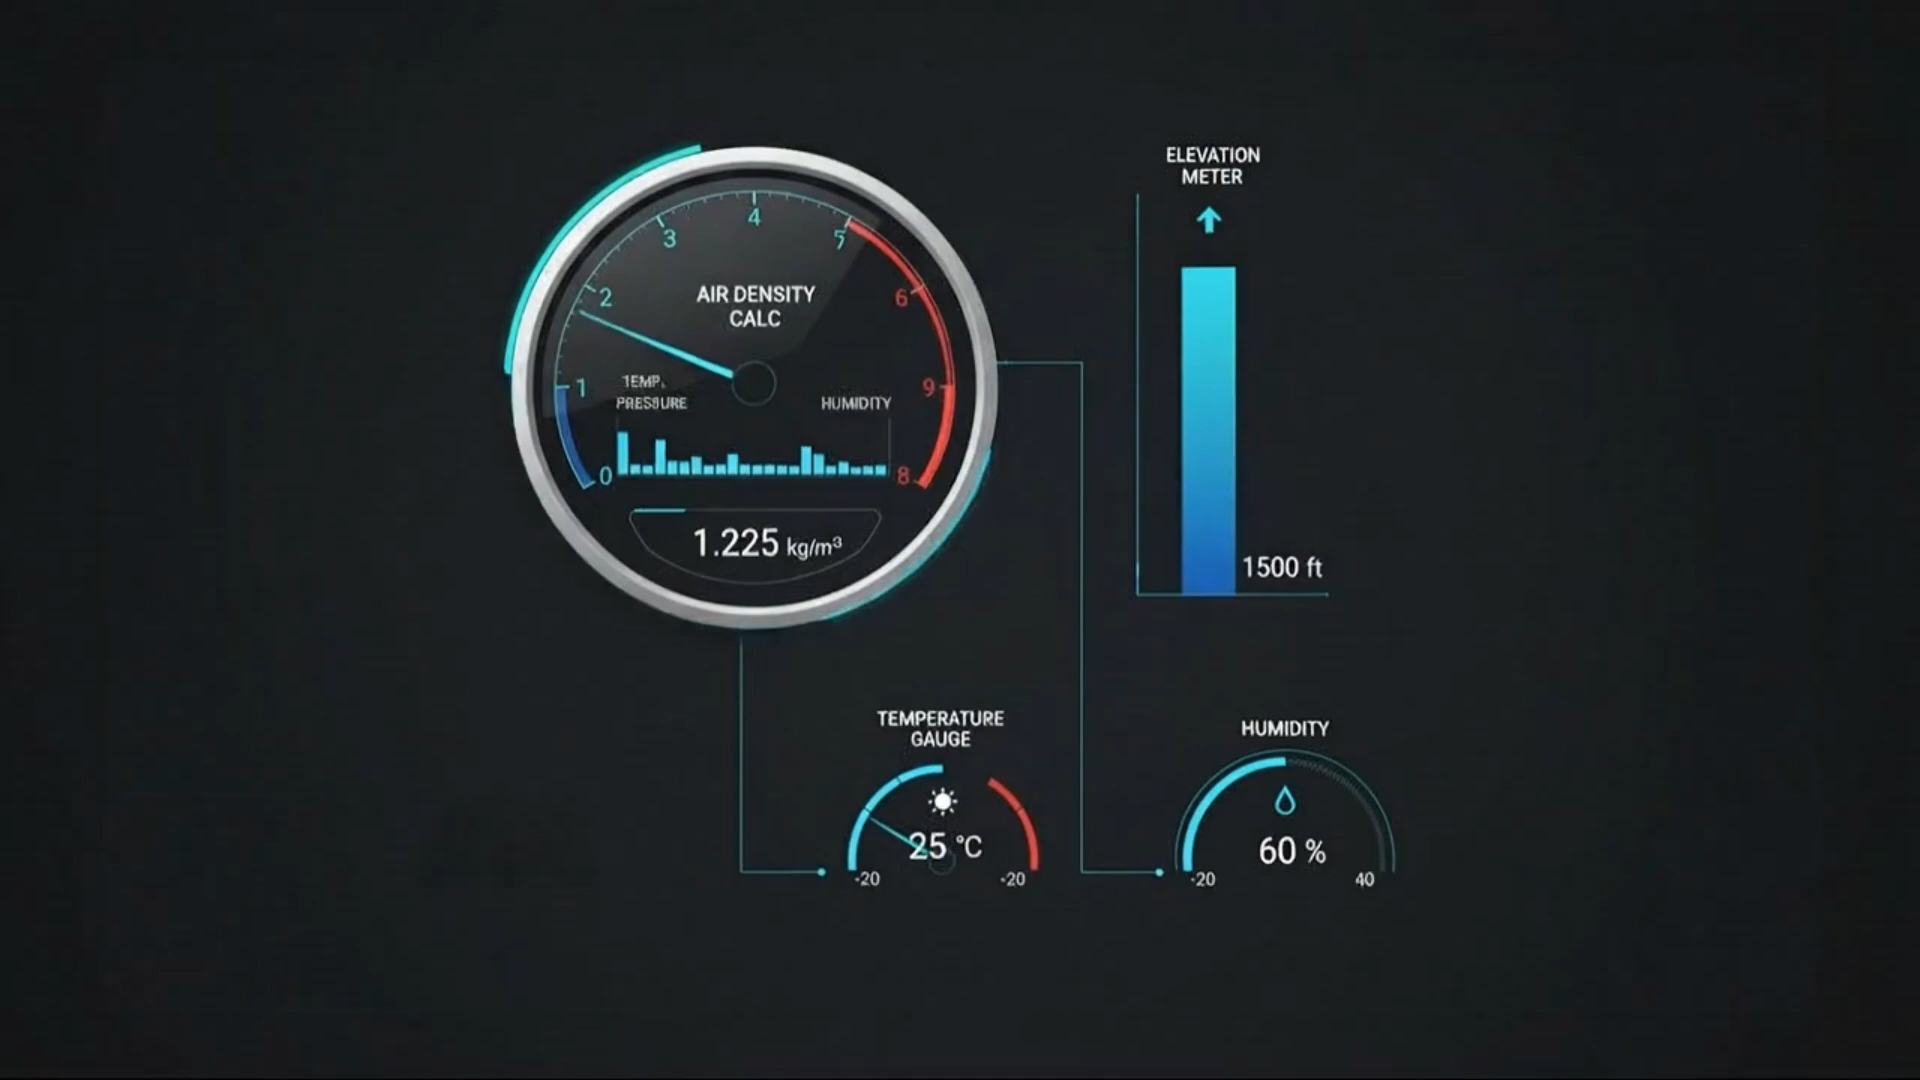 ELEVATION
METER
4
3
7
2
6
AIR DENSITY
CALC
1
9
TEMP.
PRESSURE
HUMIDITY
0
8
1.225 kg/m³
1500 ft
TEMPERATURE
GAUGE
25 °C
-20
-20
HUMIDITY
60 %
-20
40